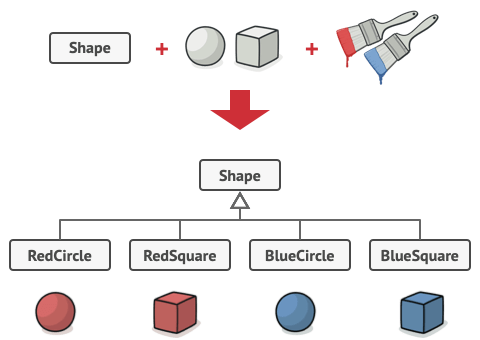 Shape
Shape
RedCircle
RedSquare
BlueCircle
BlueSquare